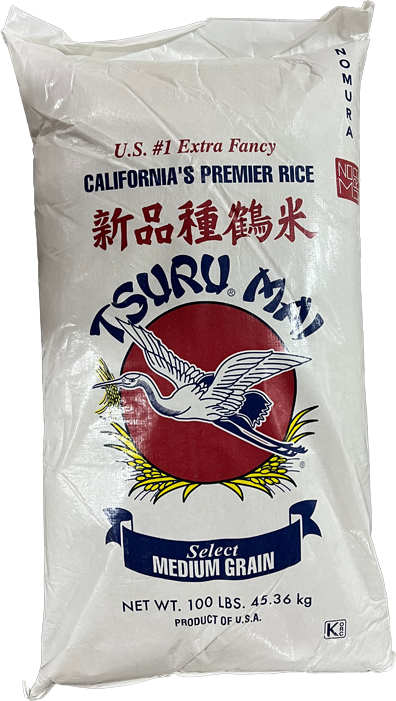 NOMURA
U.S. #1 Extra Fancy
CALIFORNIA'S PREMIER RICE
新品種鶴米
TSURU® MAI
®
Select
MEDIUM GRAIN
NET WT. 100 LBS. 45.36 kg
PRODUCT OF U.S.A.
K
ORC